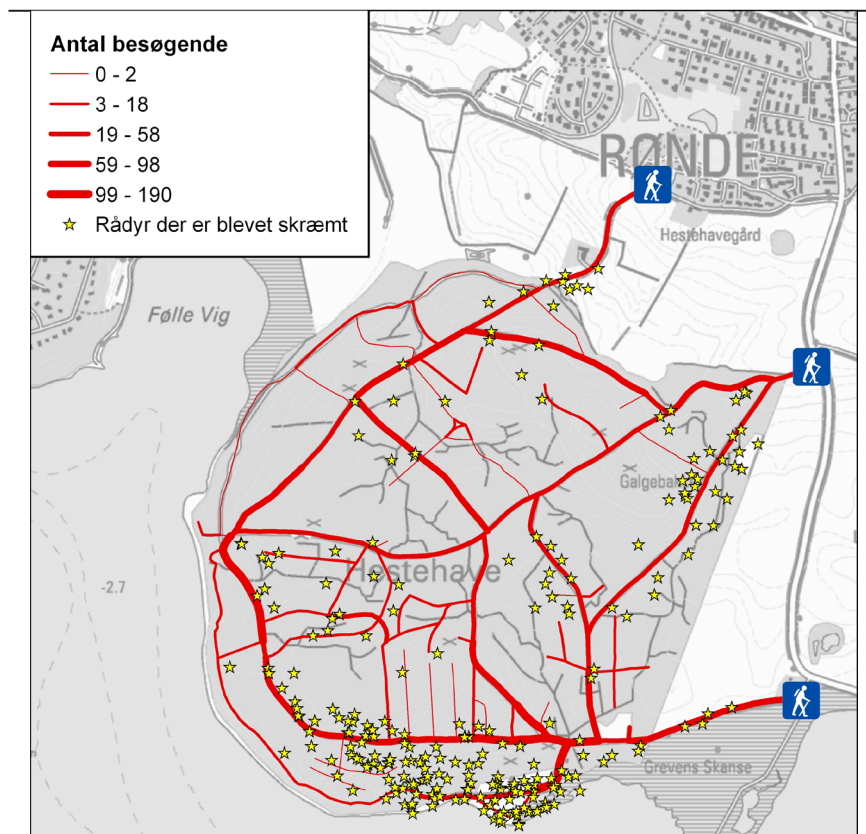 Antal besøgende
0 - 2
3 - 18
19 - 58
59 - 98
99 - 190
Rådyr der er blevet skræmt
RØNDE
Hestehavegård
Følle Vig
Galgebak
-2.7
Hestehave
Grevens Skanse